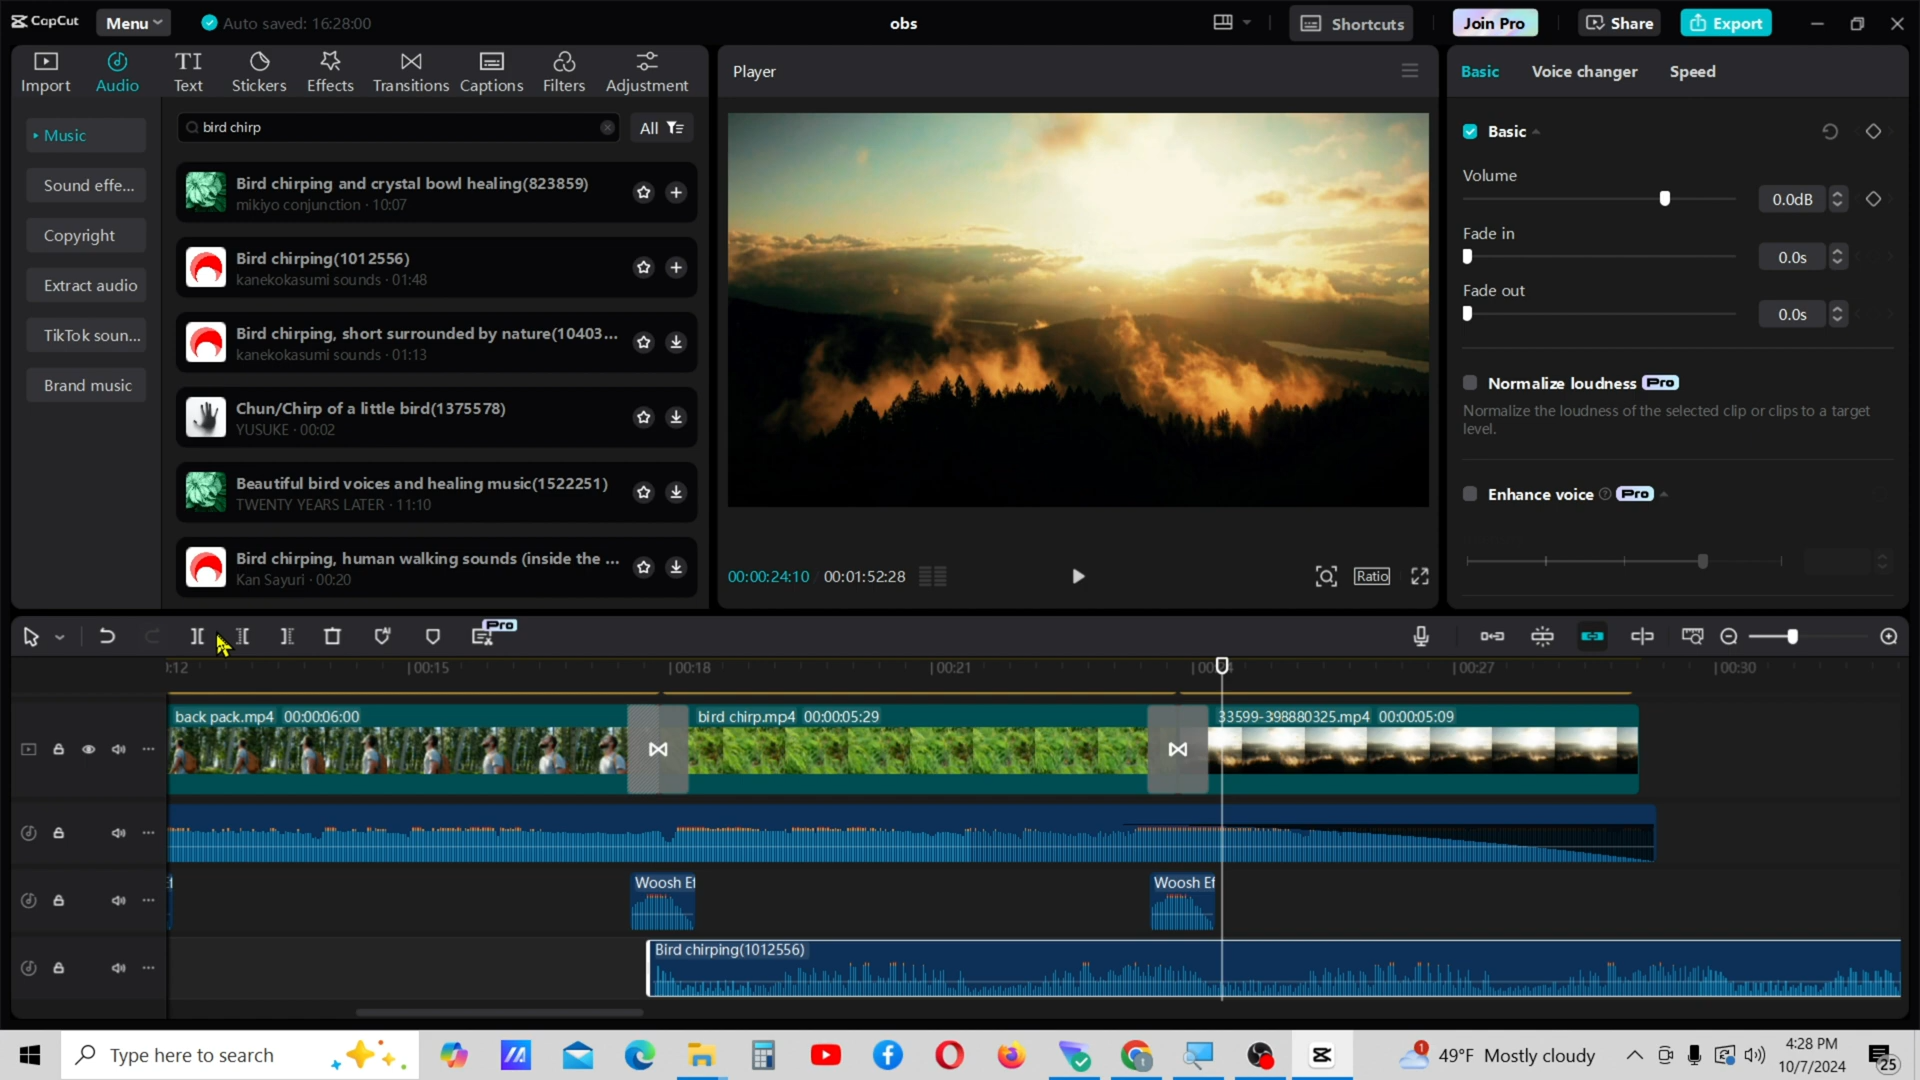 CapCut
Menu
Auto saved: 16:28:00
obs
Shortcuts
Join Pro
Share
Export
Import
Audio
Text
Stickers
Effects
Transitions
Captions
Filters
Adjustment
Music
Sound effe...
Copyright
Extract audio
TikTok soun...
Brand music
bird chirp
All
Bird chirping and crystal bowl healing(823859)
mikiyo conjunction · 10:07
Bird chirping(1012556)
kanekokasumi sounds · 01:48
Bird chirping, short surrounded by nature(10403...
kanekokasumi sounds · 01:13
Chun/Chirp of a little bird(1375578)
YUSUKE · 00:02
Beautiful bird voices and healing music(1522251)
TWENTY YEARS LATER · 11:10
Bird chirping, human walking sounds (inside the ...
Kan Sayuri · 00:20
Player
00:00:24:10
00:01:52:28
Ratio
Basic
Voice changer
Speed
Basic
Volume
0.0dB
Fade in
0.0s
Fade out
0.0s
Normalize loudness Pro
Normalize the loudness of the selected clip or clips to a target
level.
Enhance voice Pro
Pro
00:15
00:18
00:21
00:27
00:30
back pack.mp4 00:00:06:00
bird chirp.mp4 00:00:05:29
33599-398880325.mp4 00:00:05:09
Woosh Ef
Woosh Ef
Bird chirping(1012556)
Type here to search
1
49°F Mostly cloudy
4:28 PM
10/7/2024
25